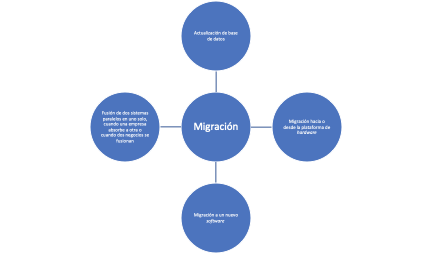 Actualización de base
de datos
Fusión de dos sistemas
paralelos en uno solo,
cuando una empresa
absorbe a otra o
cuando dos negocios se
fusionan
Migración
Migración hacia o
desde la plataforma de
hardware
Migración a un nuevo
software